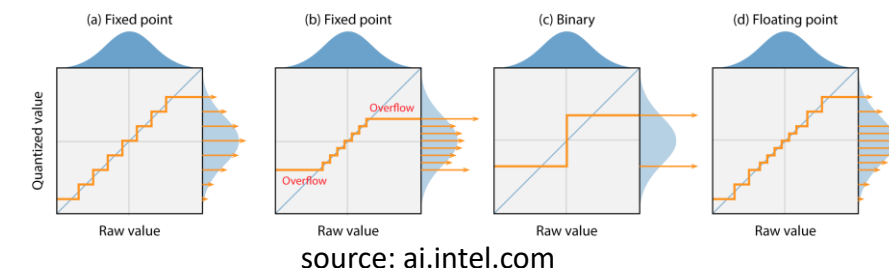 (a) Fixed point
(b) Fixed point
(c) Binary
(d) Floating point
Quantized value
Overflow
Overflow
Raw value
Raw value
Raw value
Raw value
source: ai.intel.com